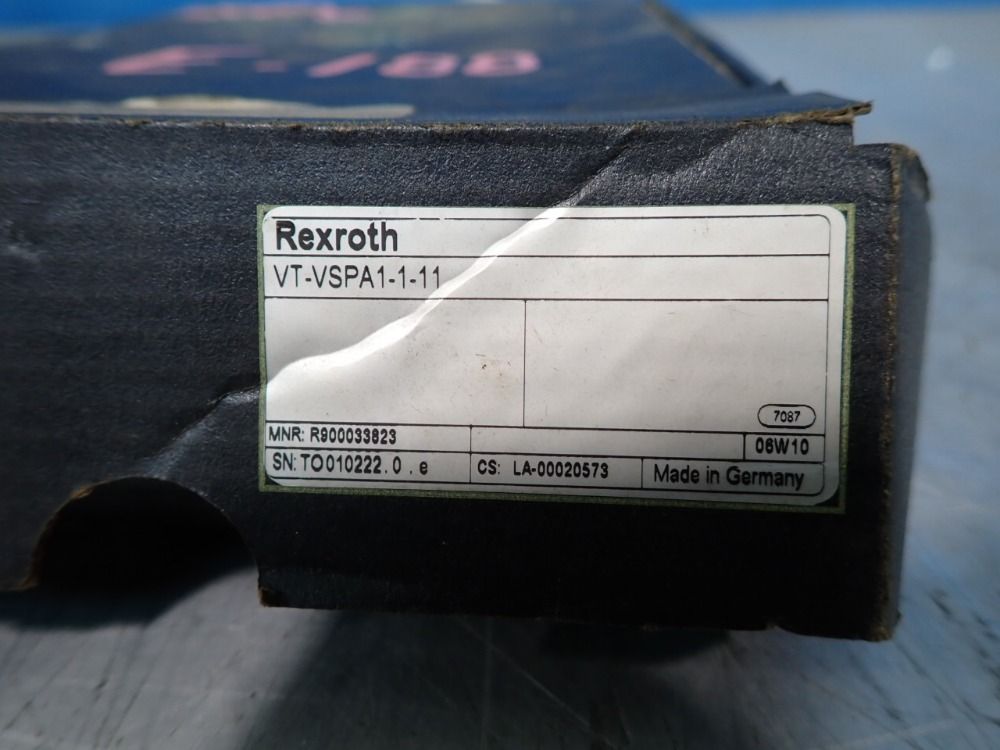 Rexroth
VT-VSPA1-1-11
7087
MNR: R900033823
06W10
SN: TO010222.0 . e
CS: LA-00020573
Made in Germany